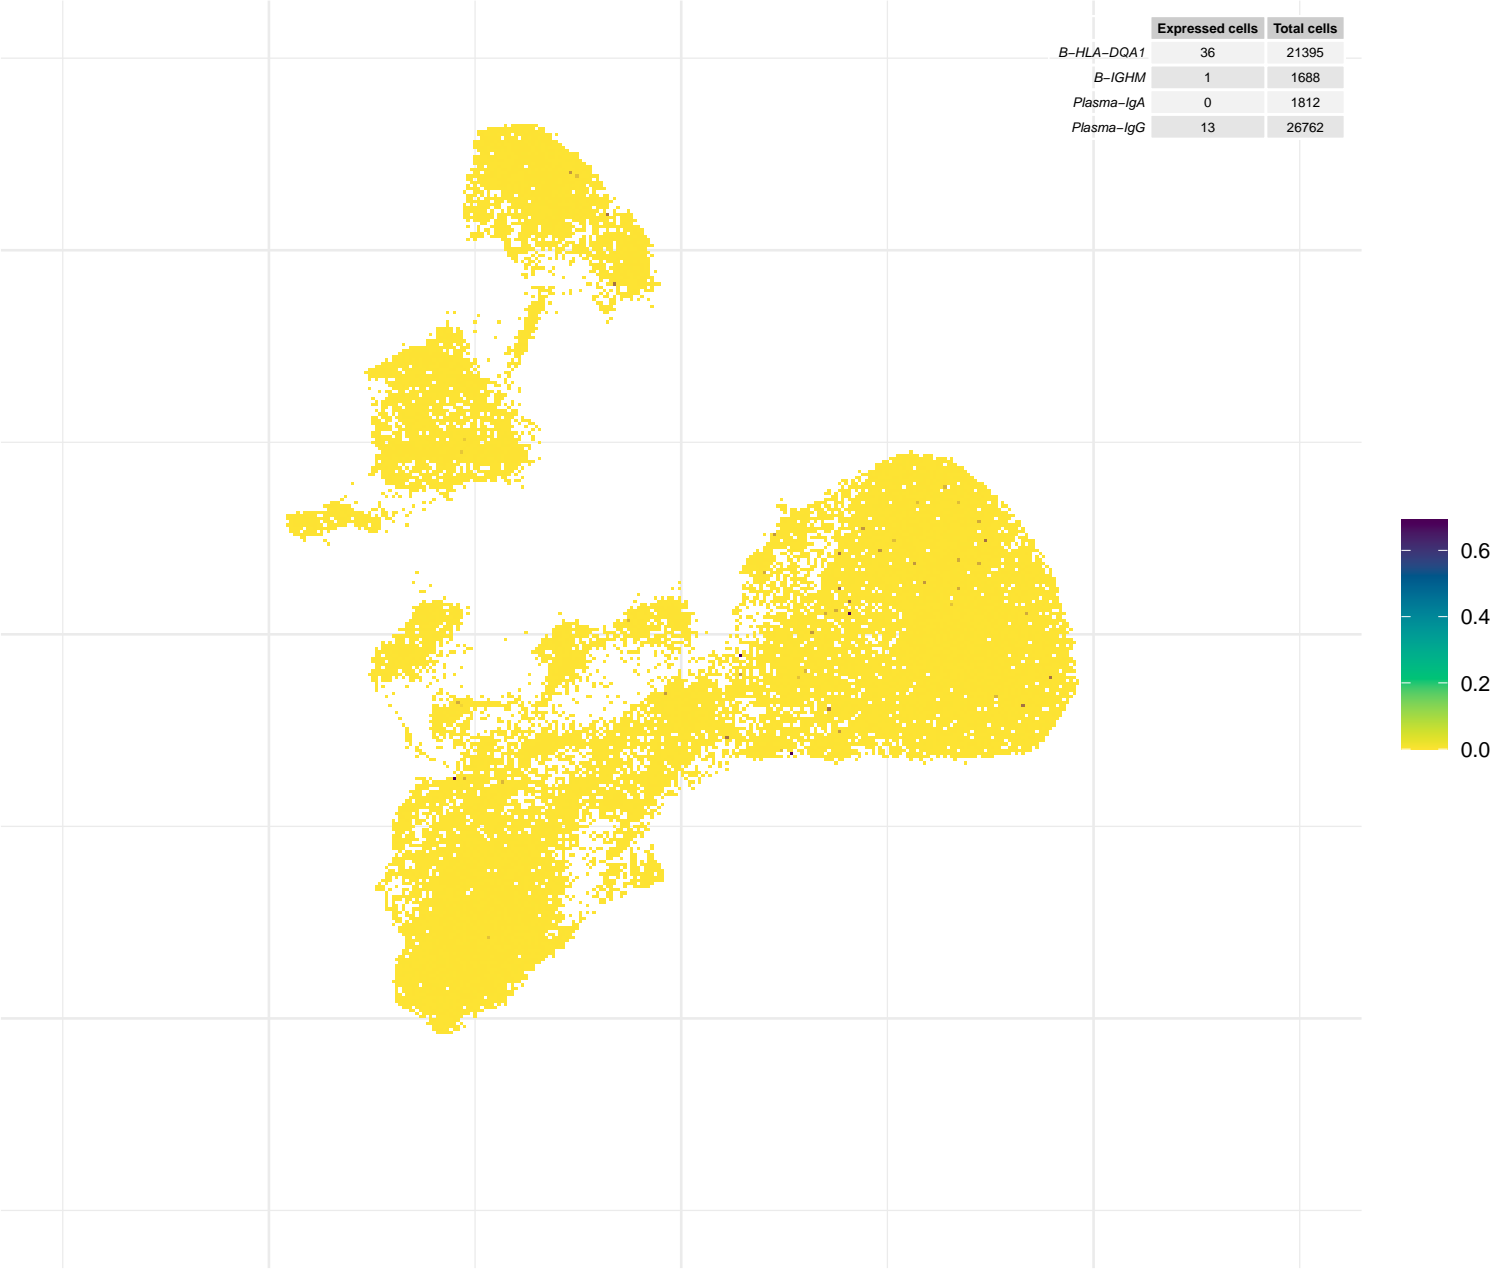 Expressed cells Total cells
B−HLA−DQA1 36 21395
B−IGHM 1 1688
Plasma−IgA 0 1812
Plasma−IgG 13 26762
0.6
0.4
0.2
0.0